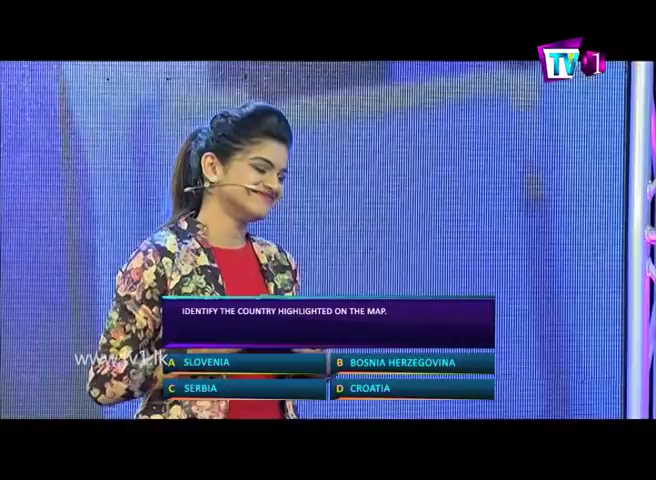 TV1
IDENTIFY THE COUNTRY HIGHLIGHTED ON THE MAP.
www.tv1.lk
A SLOVENIA
B BOSNIA HERZEGOVINA
C SERBIA
D CROATIA